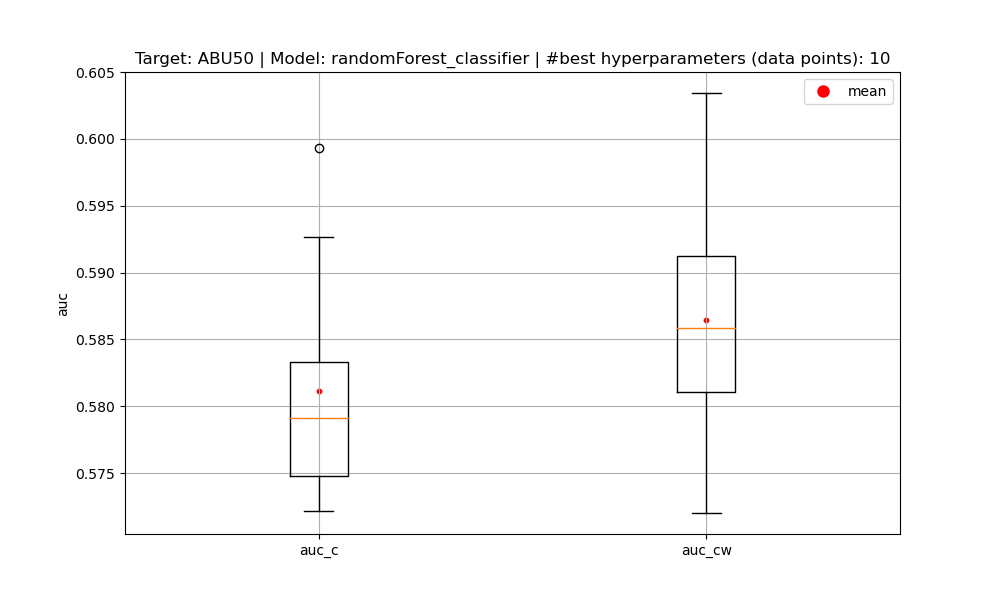 Target: ABU50 | Model: randomForest_classifier | #best hyperparameters (data points): 10
mean
0.605
0.600
0.595
0.590
0.585
0.580
0.575
auc
auc_c
auc_cw